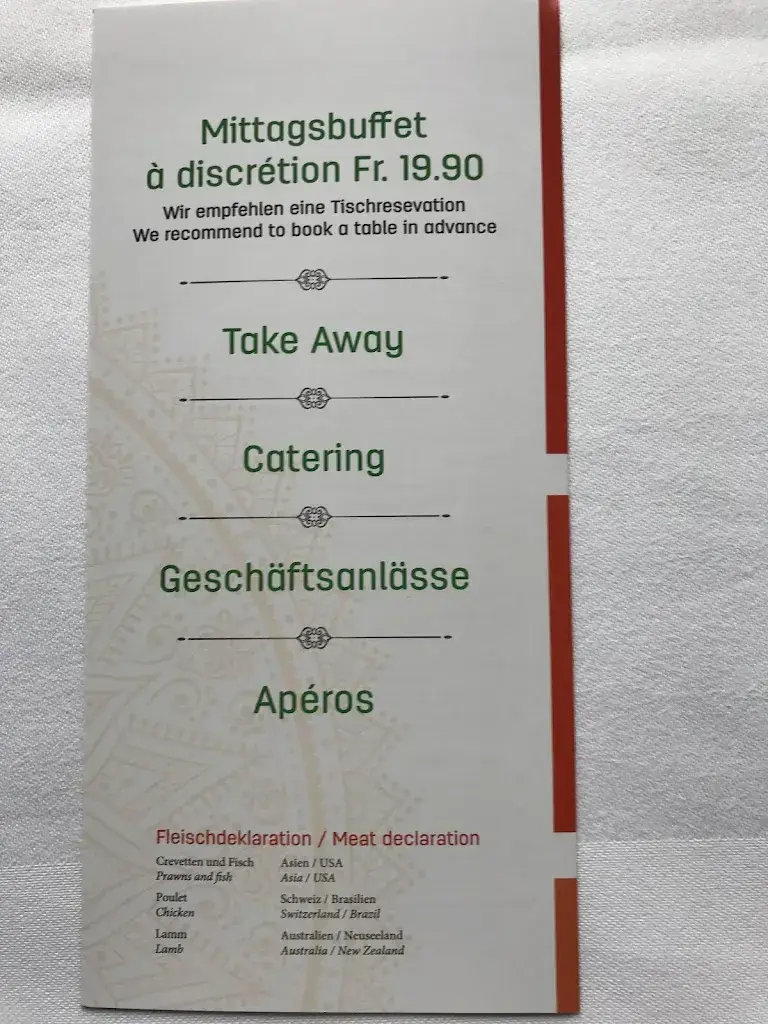 Mittagsbuffet
à discrétion Fr. 19.90
Wir empfehlen eine Tischresevation
We recommend to book a table in advance
Take Away
Catering
Geschäftsanlässe
Apéros
Fleischdeklaration / Meat declaration
Crevetten und Fisch Asien / USA
Prawns and fish Asia / USA
Poulet Schweiz / Brasilien
Chicken Switzerland / Brazil
Lamm Australien / Neuseeland
Lamb Australia / New Zealand